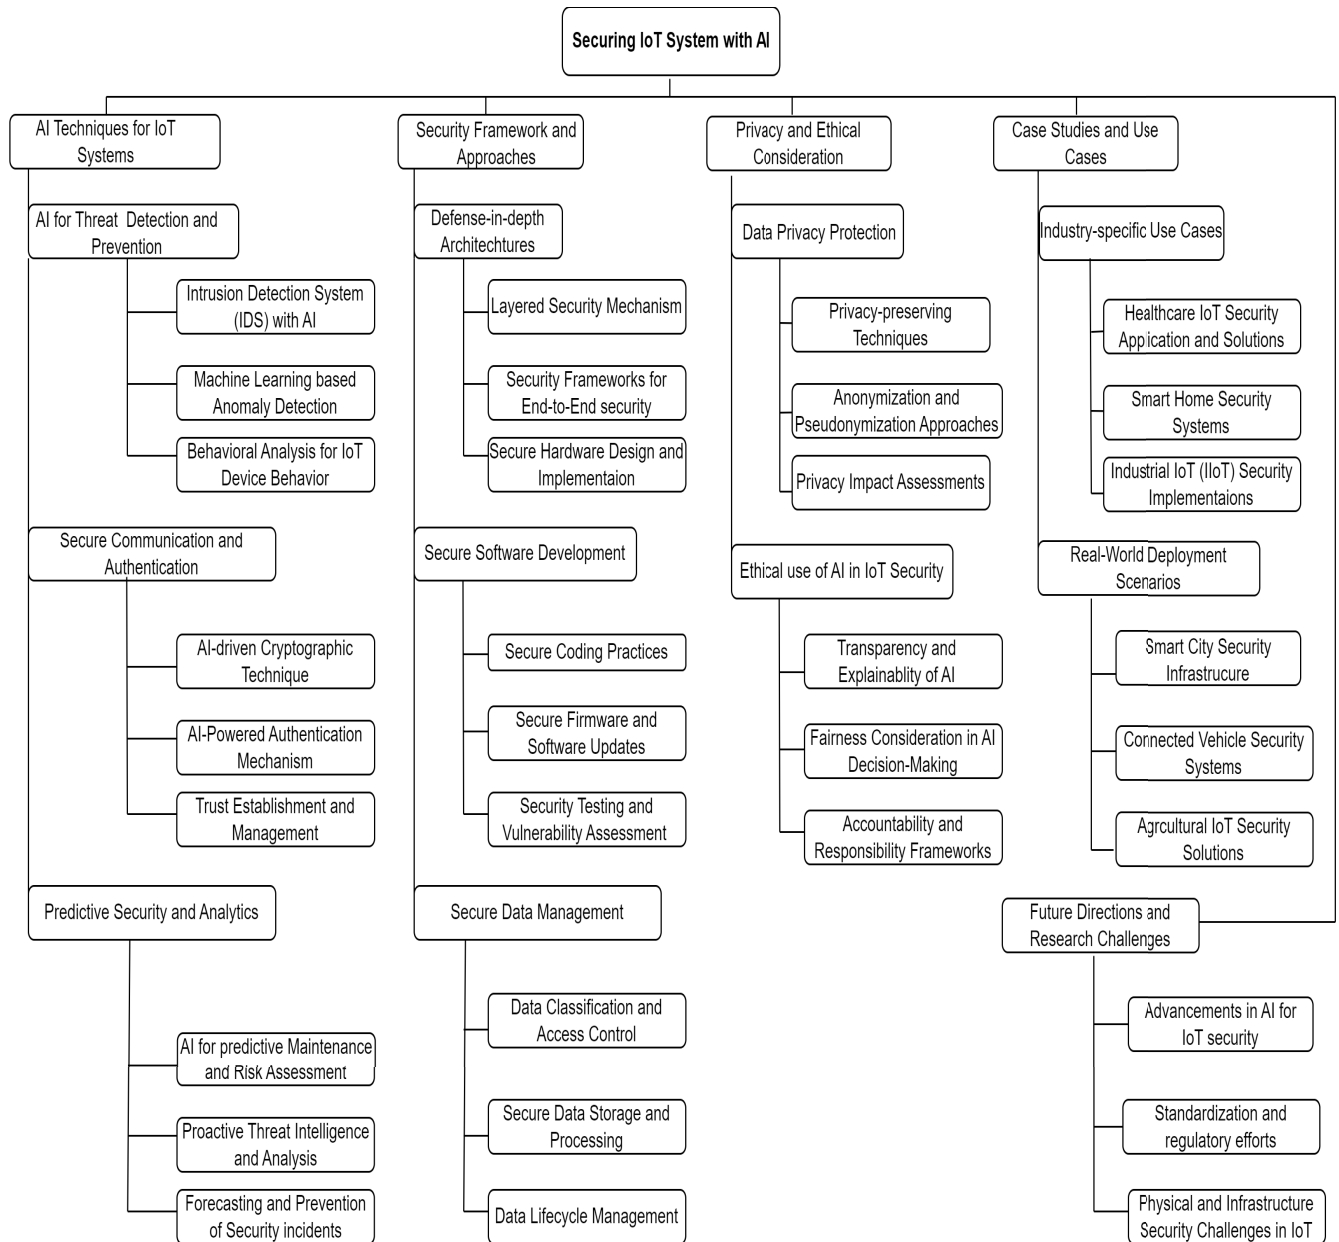 Securing IoT System with AI
AI Techniques for IoT
Systems
AI for Threat Detection and
Prevention
Intrusion Detection System
(IDS) with AI
Machine Learning based
Anomaly Detection
Behavioral Analysis for IoT
Device Behavior
Secure Communication and
Authentication
AI-driven Cryptographic
Technique
AI-Powered Authentication
Mechanism
Trust Establishment and
Management
Predictive Security and Analytics
AI for predictive Maintenance
and Risk Assessment
Proactive Threat Intelligence
and Analysis
Forecasting and Prevention
of Security incidents
Security Framework and
Approaches
Defense-in-depth
Architechtures
Layered Security Mechanism
Security Frameworks for
End-to-End security
Secure Hardware Design and
Implementaion
Secure Software Development
Secure Coding Practices
Secure Firmware and
Software Updates
Security Testing and
Vulnerability Assessment
Secure Data Management
Data Classification and
Access Control
Secure Data Storage and
Processing
Data Lifecycle Management
Privacy and Ethical
Consideration
Data Privacy Protection
Privacy-preserving
Techniques
Anonymization and
Pseudonymization Approaches
Privacy Impact Assessments
Ethical use of AI in IoT Security
Transparency and
Explainablity of AI
Fairness Consideration in AI
Decision-Making
Accountability and
Responsibility Frameworks
Case Studies and Use
Cases
Industry-specific Use Cases
Healthcare IoT Security
Application and Solutions
Smart Home Security
Systems
Industrial IoT (IIoT) Security
Implementaions
Real-World Deployment
Scenarios
Smart City Security
Infrastrucure
Connected Vehicle Security
Systems
Agrcultural IoT Security
Solutions
Future Directions and
Research Challenges
Advancements in AI for
IoT security
Standardization and
regulatory efforts
Physical and Infrastructure
Security Challenges in IoT